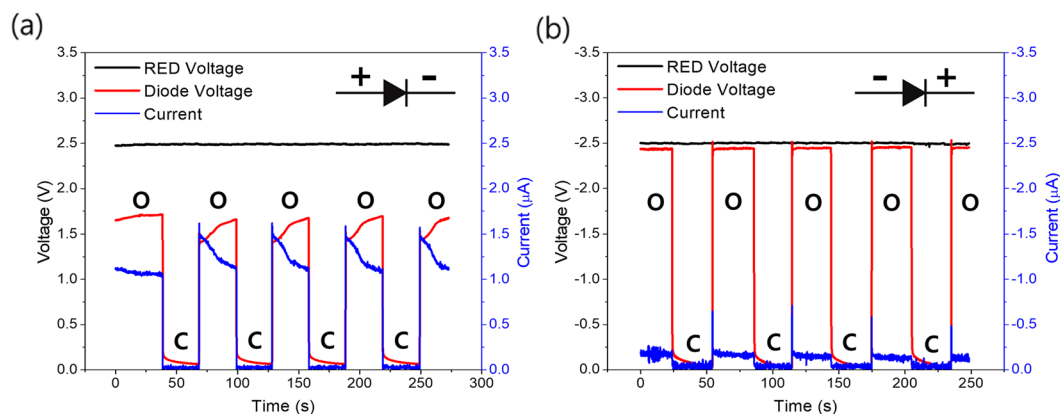 (a)
3.5
3.0
2.5
2.0
1.5
1.0
0.5
0.0
Voltage (V)
RED Voltage
Diode Voltage
Current
+ -
O O O O O
C C C C
0 50 100 150 200 250 300
Time (s)
3.5
3.0
2.5
2.0
1.5
1.0
0.5
0.0
Current (μA)
(b)
-3.5
-3.0
-2.5
-2.0
-1.5
-1.0
-0.5
0.0
Voltage (V)
RED Voltage
Diode Voltage
Current
- +
O O O O O
C C C C
0 50 100 150 200 250
Time (s)
-3.5
-3.0
-2.5
-2.0
-1.5
-1.0
-0.5
0.0
Current (μA)